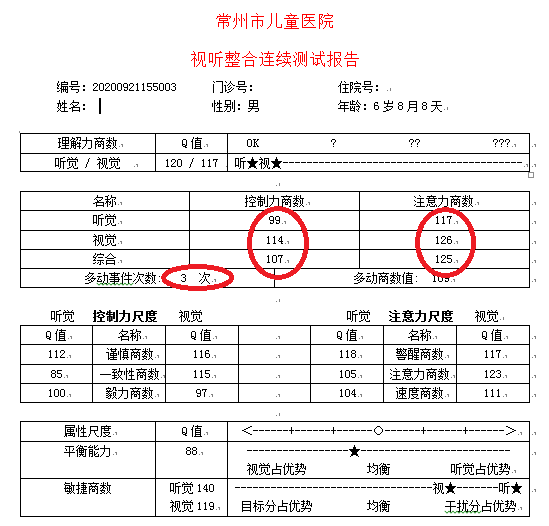 常州市儿童医院
视听整合连续测试报告
编号: 20200921155003 门诊号: 住院号:
姓名: 性别: 男 年龄: 6岁8月8天
理解力商数 Q值 OK ? ?? ???
听觉 / 视觉 120 / 117 听★视★------------------------------------
名称 控制力商数 注意力商数
听觉 99 117
视觉 114 126
综合 107 125
多动事件次数: 3 次 多动商数值: 109
听觉 控制力尺度 视觉 听觉 注意力尺度 视觉
Q值 名称 Q值 Q值 名称 Q值
112 谨慎商数 116 118 警醒商数 117
85 一致性商数 115 105 注意力商数 123
100 毅力商数 97 104 速度商数 111
属性尺度 Q值 <-----+-----+-----◇-----+-----+----->
平衡能力 88 ----------------★----------------------
视觉占优势 均衡 听觉占优势
敏捷商数 听觉140 ------------------------------视★------听★
视觉119 目标分占优势 均衡 干扰分占优势